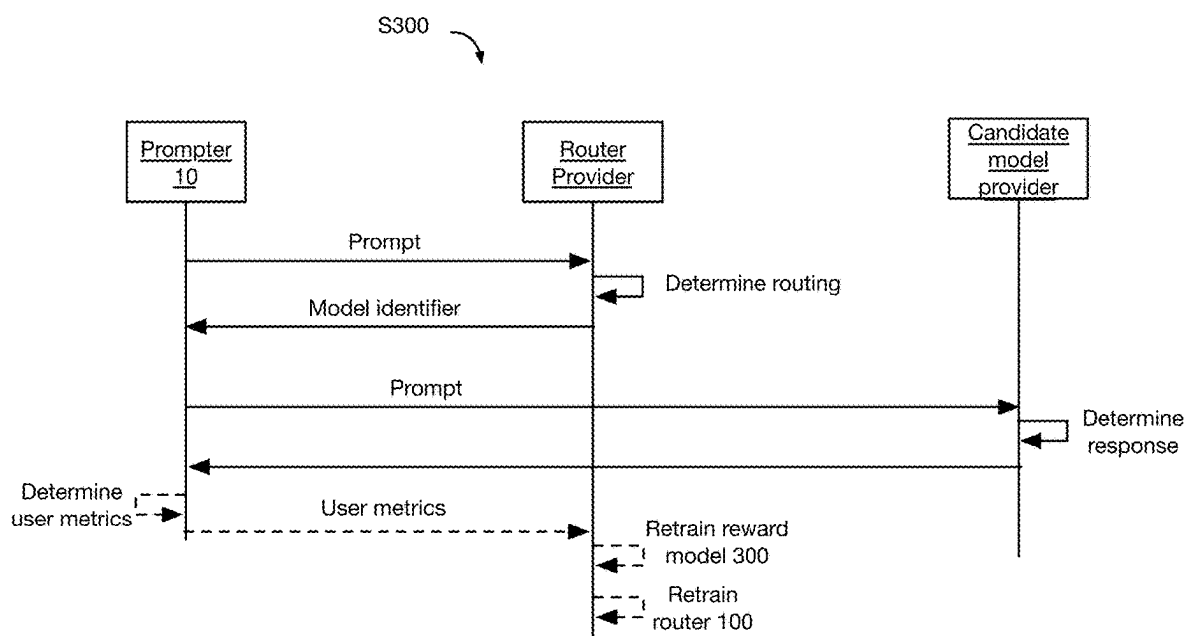 S300
Prompter
10
Router
Provider
Candidate
model
provider
Prompt
Determine routing
Model identifier
Prompt
Determine
response
Determine
user metrics
User metrics
Retrain reward
model 300
Retrain
router 100